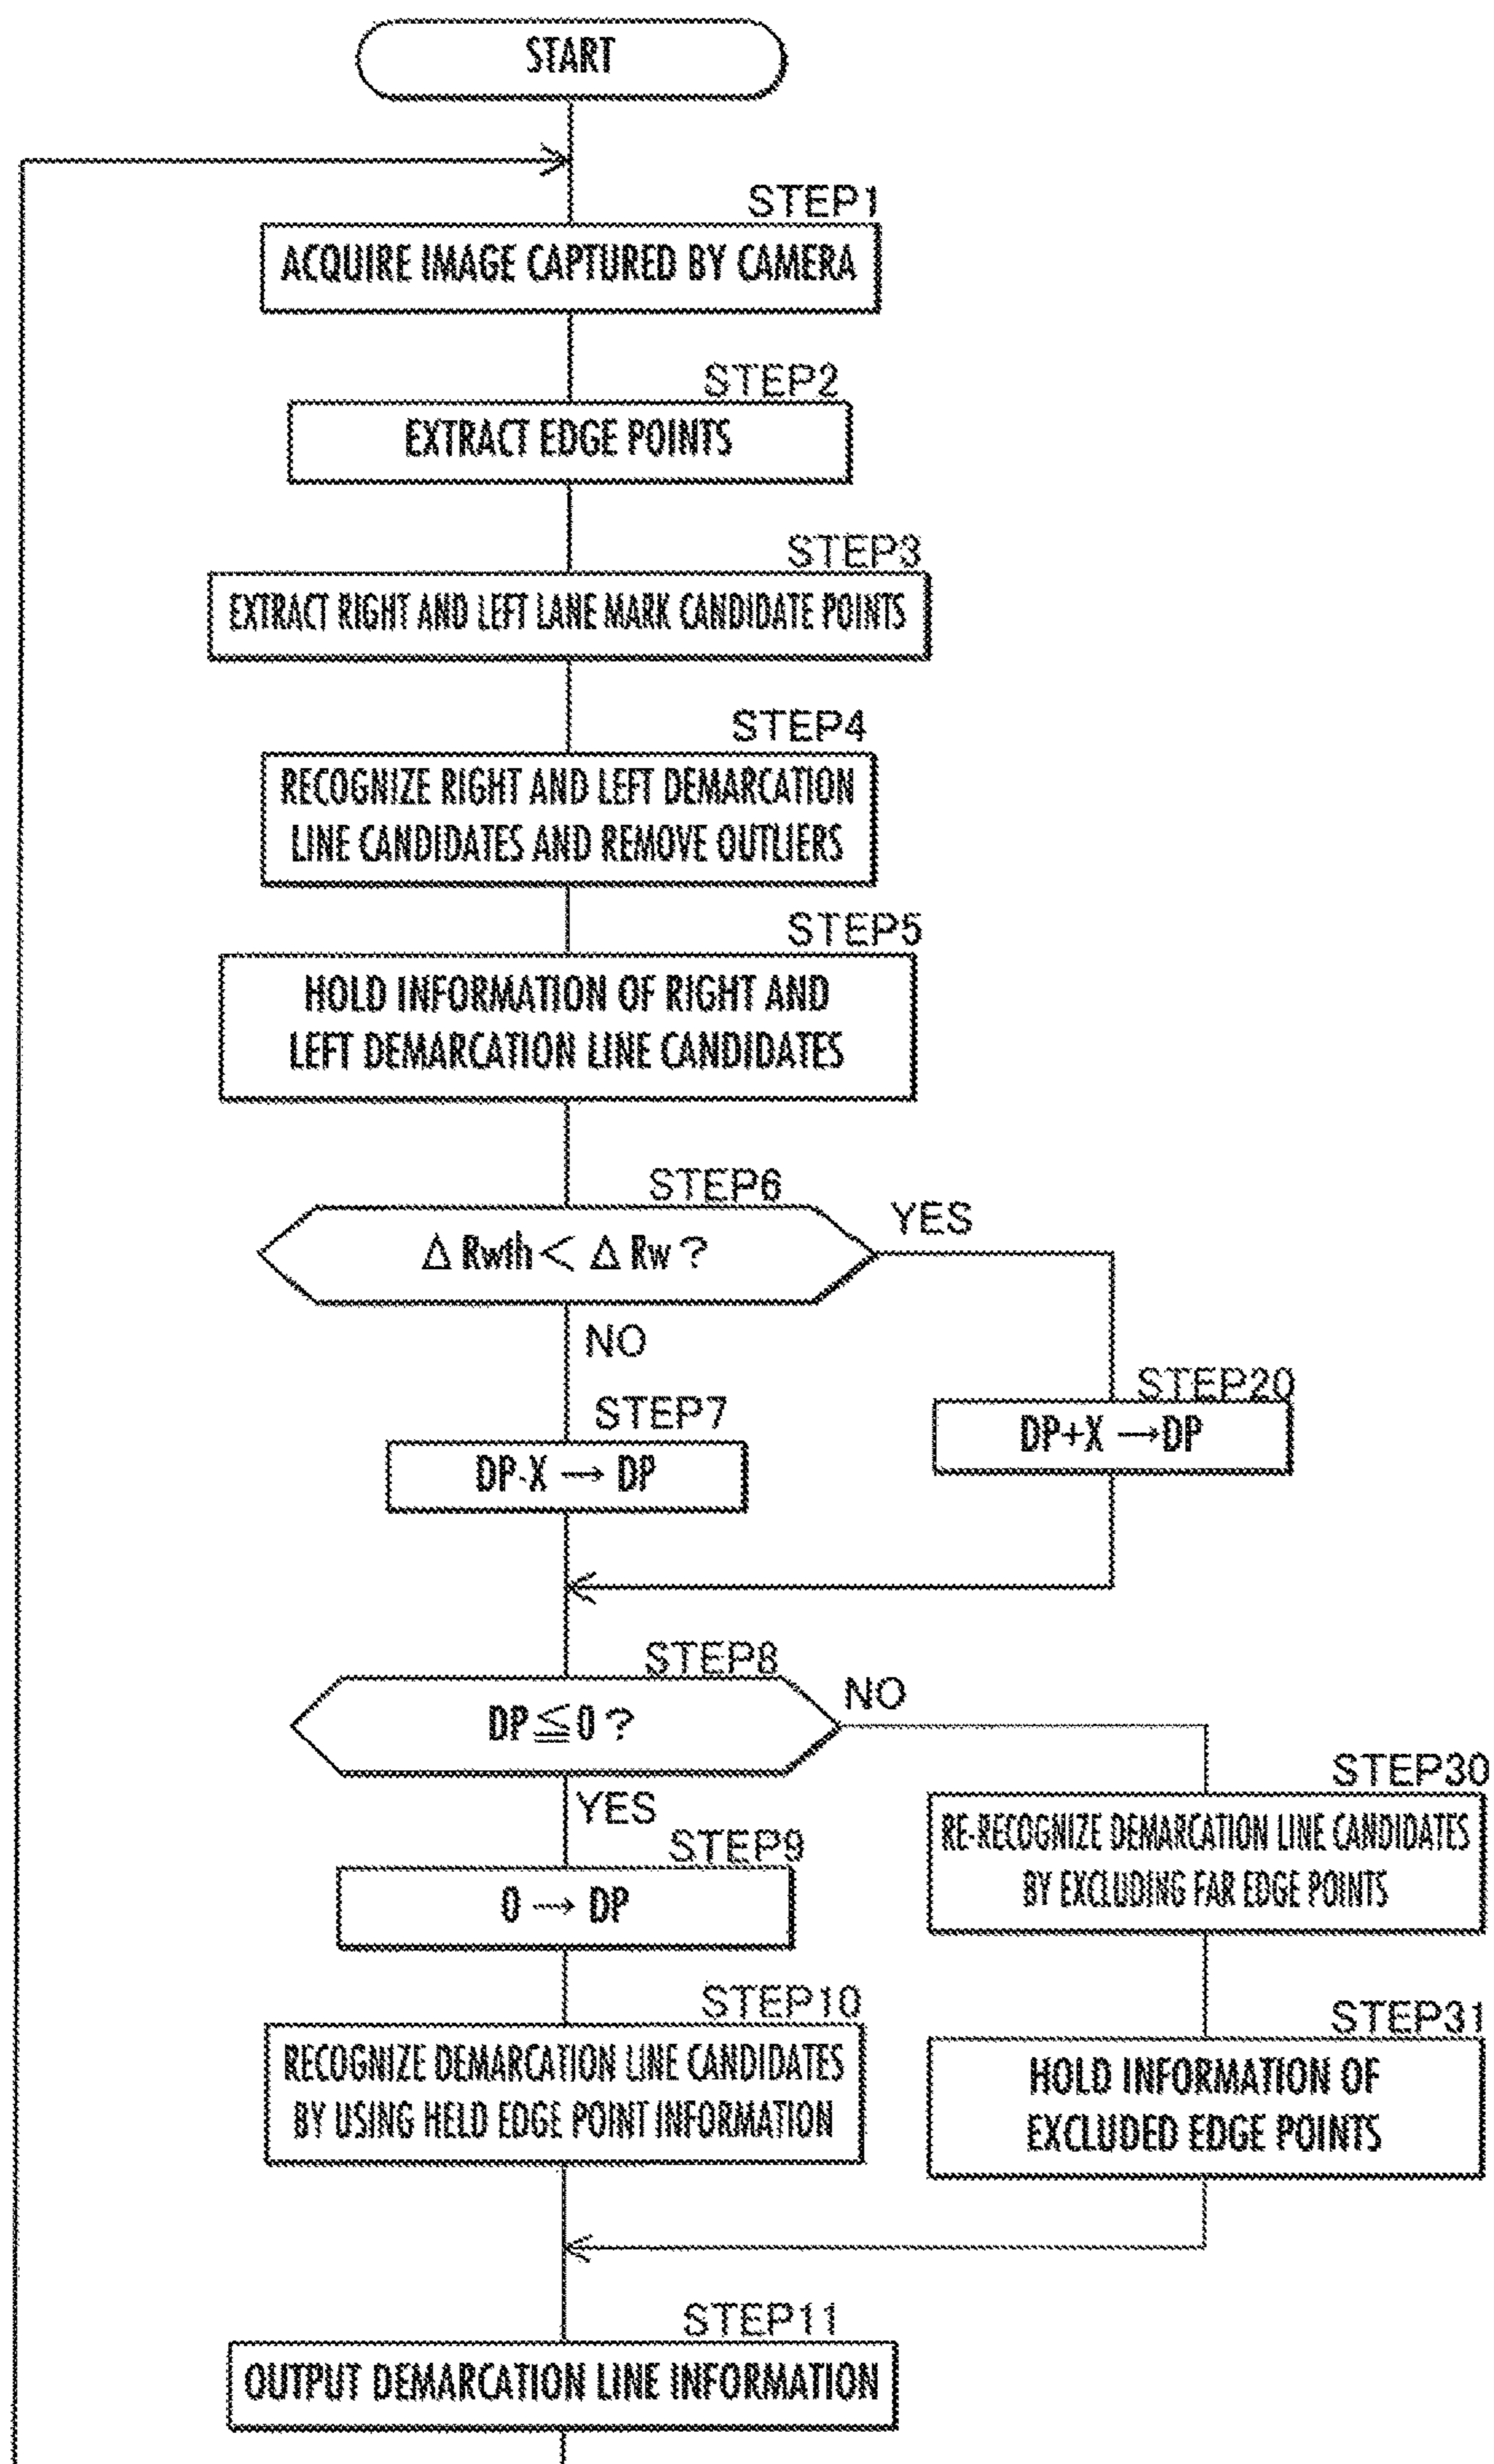 START
STEP1
ACQUIRE IMAGE CAPTURED BY CAMERA
STEP2
EXTRACT EDGE POINTS
STEP3
EXTRACT RIGHT AND LEFT LANE MARK CANDIDATE POINTS
STEP4
RECOGNIZE RIGHT AND LEFT DEMARCATION
LINE CANDIDATES AND REMOVE OUTLIERS
STEP5
HOLD INFORMATION OF RIGHT AND
LEFT DEMARCATION LINE CANDIDATES
STEP6
Δ Rwth < Δ Rw ?
YES
NO
STEP7
DP-X → DP
STEP20
DP+X → DP
STEP8
DP ≦ 0 ?
NO
YES
STEP9
0 → DP
STEP30
RE-RECOGNIZE DEMARCATION LINE CANDIDATES
BY EXCLUDING FAR EDGE POINTS
STEP10
RECOGNIZE DEMARCATION LINE CANDIDATES
BY USING HELD EDGE POINT INFORMATION
STEP31
HOLD INFORMATION OF
EXCLUDED EDGE POINTS
STEP11
OUTPUT DEMARCATION LINE INFORMATION